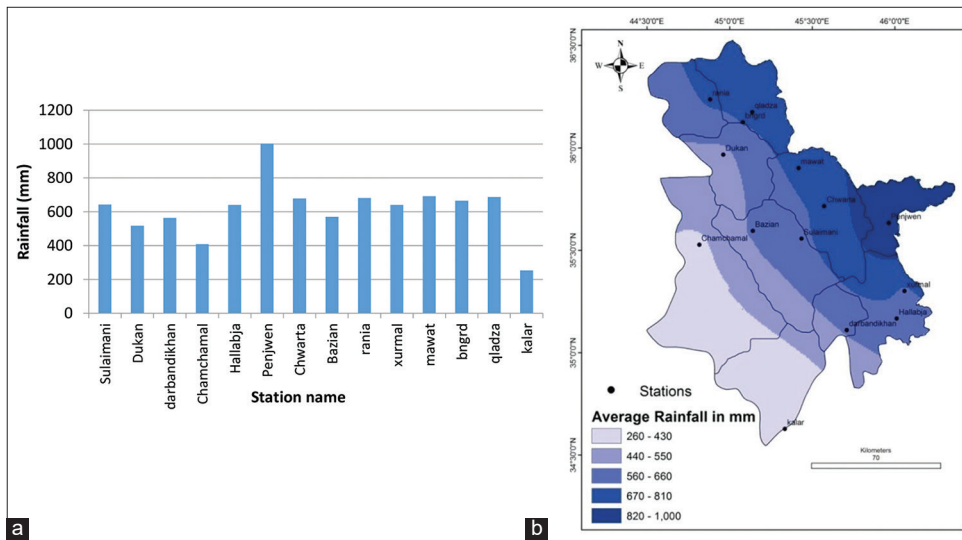 1200
1000
800
600
400
200
0
Rainfall (mm)
Sulaimani
Dukan
darbandikhan
Chamchamal
Hallabja
Penjwen
Chwarta
Bazian
rania
xurmal
mawat
bngrd
qladza
kalar
Station name
a
44°30'0"E 45°0'0"E 45°30'0"E 46°0'0"E
36°30'0"N
36°0'0"N
35°30'0"N
35°0'0"N
34°30'0"N
N
W E
S
rania
qladza
bngrd
Dukan
mawat
Chwarta
Penjwen
Bazian
Sulaimani
Chamchamal
xurmal
Hallabja
darbandikhan
kalar
Stations
Average Rainfall in mm
260 - 430
440 - 550
560 - 660
670 - 810
820 - 1,000
Kilometers
70
b